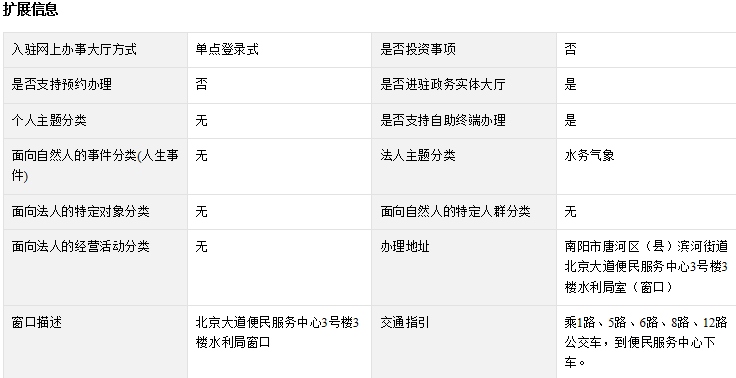 扩展信息
入驻网上办事大厅方式 单点登录式 是否投资事项 否
是否支持预约办理 否 是否进驻政务实体大厅 是
个人主题分类 无 是否支持自助终端办理 是
面向自然人的事件分类(人生事
件) 无 法人主题分类 水务气象
面向法人的特定对象分类 无 面向自然人的特定人群分类 无
面向法人的经营活动分类 无 办理地址 南阳市唐河区（县）滨河街道
北京大道便民服务中心3号楼3
楼水利局室（窗口）
窗口描述 北京大道便民服务中心3号楼3
楼水利局窗口
交通指引 乘1路、5路、6路、8路、12路
公交车，到便民服务中心下
车。